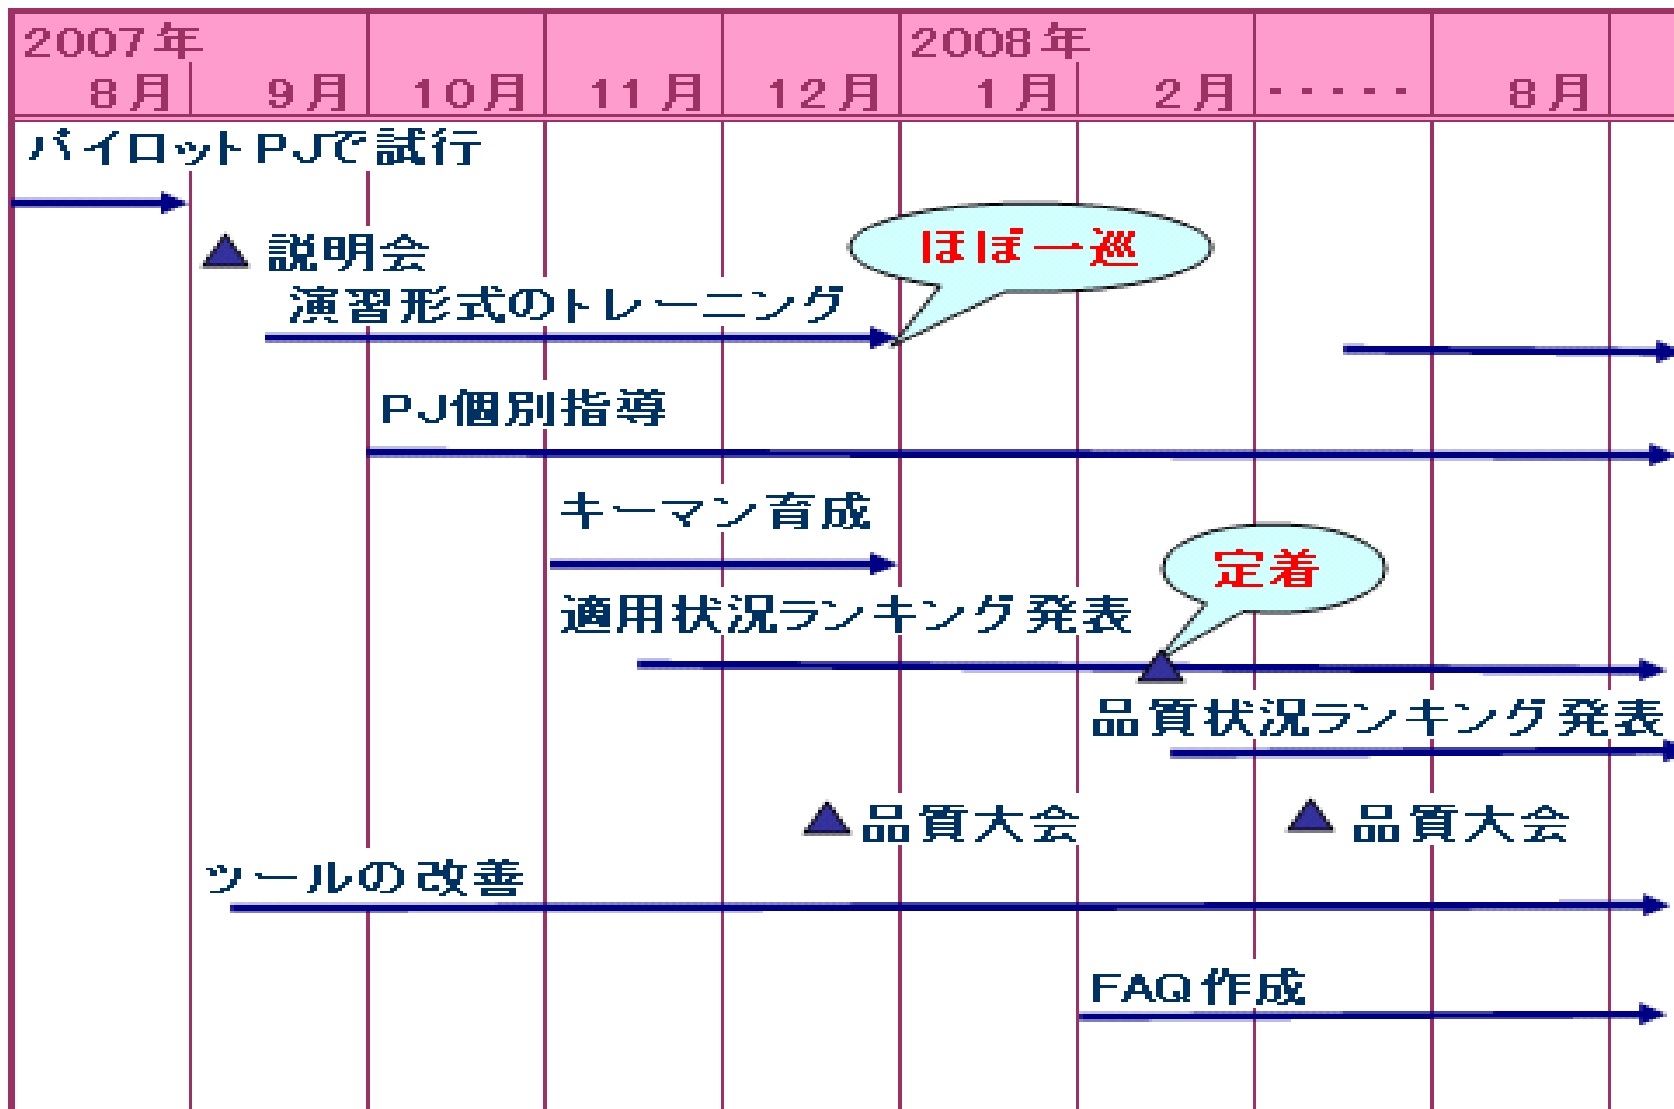 2007年 2008年
8月 9月 10月 11月 12月 1月 2月 ・・・・・ 8月
パイロットPJで試行
説明会
ほぼ一巡
演習形式のトレーニング
PJ個別指導
キーマン育成
定着
適用状況ランキング発表
品質状況ランキング発表
品質大会 品質大会
ツールの改善
FAQ作成